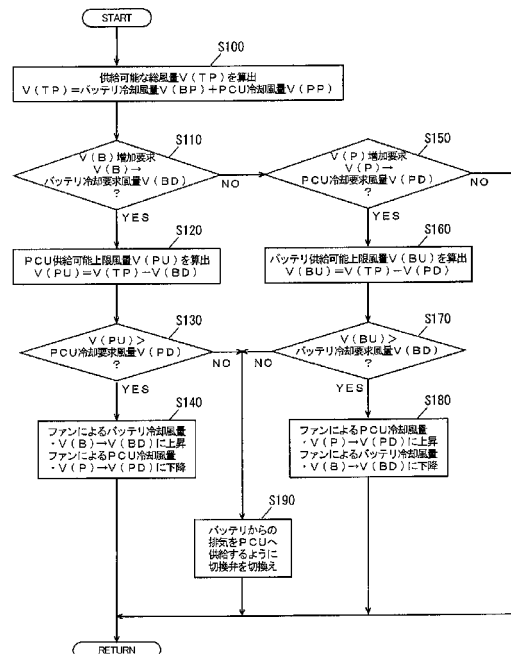 START
S100
供給可能な総風量V(TP)を算出
V(TP)=バッテリ冷却風量V(BP)+PCU冷却風量V(PP)
S110
V(B)増加要求
V(B)→
バッテリ冷却要求風量V(BD)
?
NO
YES
S150
V(P)増加要求
V(P)→
PCU冷却要求風量V(PD)
?
NO
YES
S120
PCU供給可能上限風量V(PU)を算出
V(PU)=V(TP)-V(BD)
S160
バッテリ供給可能上限風量V(BU)を算出
V(BU)=V(TP)-V(PD)
S130
V(PU)>
PCU冷却要求風量V(PD)
?
NO
YES
S170
V(BU)>
バッテリ冷却要求風量V(BD)
?
NO
YES
S140
ファンによるバッテリ冷却風量
・V(B)→V(BD)に上昇
ファンによるPCU冷却風量
・V(P)→V(PD)に下降
S180
ファンによるPCU冷却風量
・V(P)→V(PD)に上昇
ファンによるバッテリ冷却風量
・V(B)→V(BD)に下降
S190
バッテリからの
排気をPCUへ
供給するように
切換弁を切換え
RETURN